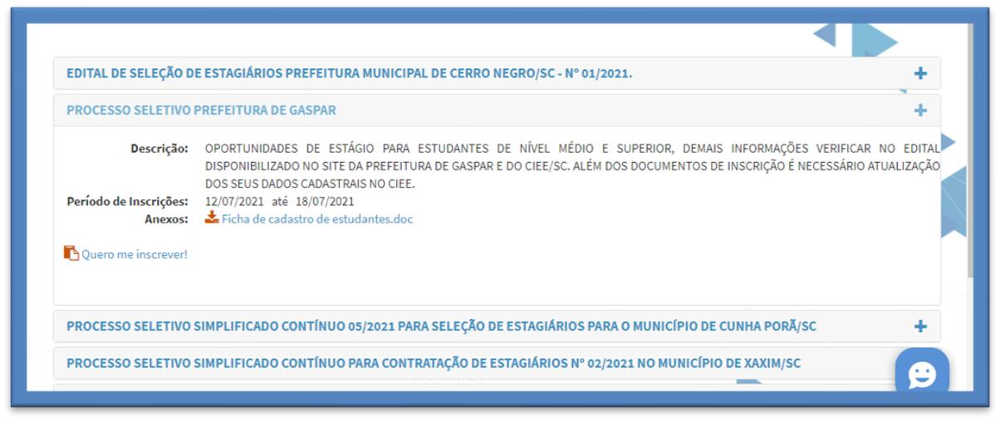 EDITAL DE SELEÇÃO DE ESTAGIÁRIOS PREFEITURA MUNICIPAL DE CERRO NEGRO/SC - Nº 01/2021.
PROCESSO SELETIVO PREFEITURA DE GASPAR
Descrição: OPORTUNIDADES DE ESTÁGIO PARA ESTUDANTES DE NÍVEL MÉDIO E SUPERIOR, DEMAIS INFORMAÇÕES VERIFICAR NO EDITAL
DISPONIBILIZADO NO SITE DA PREFEITURA DE GASPAR E DO CIEE/SC. ALÉM DOS DOCUMENTOS DE INSCRIÇÃO É NECESSÁRIO ATUALIZAÇÃO
DOS SEUS DADOS CADASTRAIS NO CIEE.
Período de Inscrições: 12/07/2021 até 18/07/2021
Anexos: Ficha de cadastro de estudantes.doc
Quero me inscrever!
PROCESSO SELETIVO SIMPLIFICADO CONTÍNUO 05/2021 PARA SELEÇÃO DE ESTAGIÁRIOS PARA O MUNICÍPIO DE CUNHA PORÃ/SC
PROCESSO SELETIVO SIMPLIFICADO CONTÍNUO PARA CONTRATAÇÃO DE ESTAGIÁRIOS Nº 02/2021 NO MUNICÍPIO DE XAXIM/SC